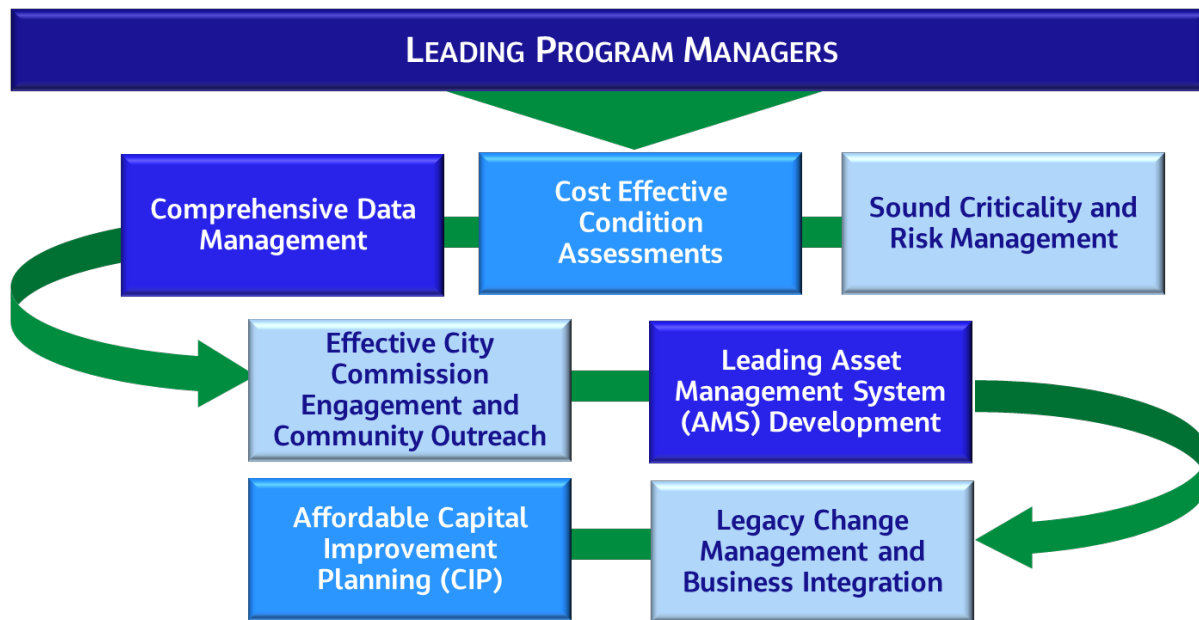 LEADING PROGRAM MANAGERS
Comprehensive Data
Management
Cost Effective
Condition
Assessments
Sound Criticality and
Risk Management
Effective City
Commission
Engagement and
Community Outreach
Leading Asset
Management System
(AMS) Development
Affordable Capital
Improvement
Planning (CIP)
Legacy Change
Management and
Business Integration